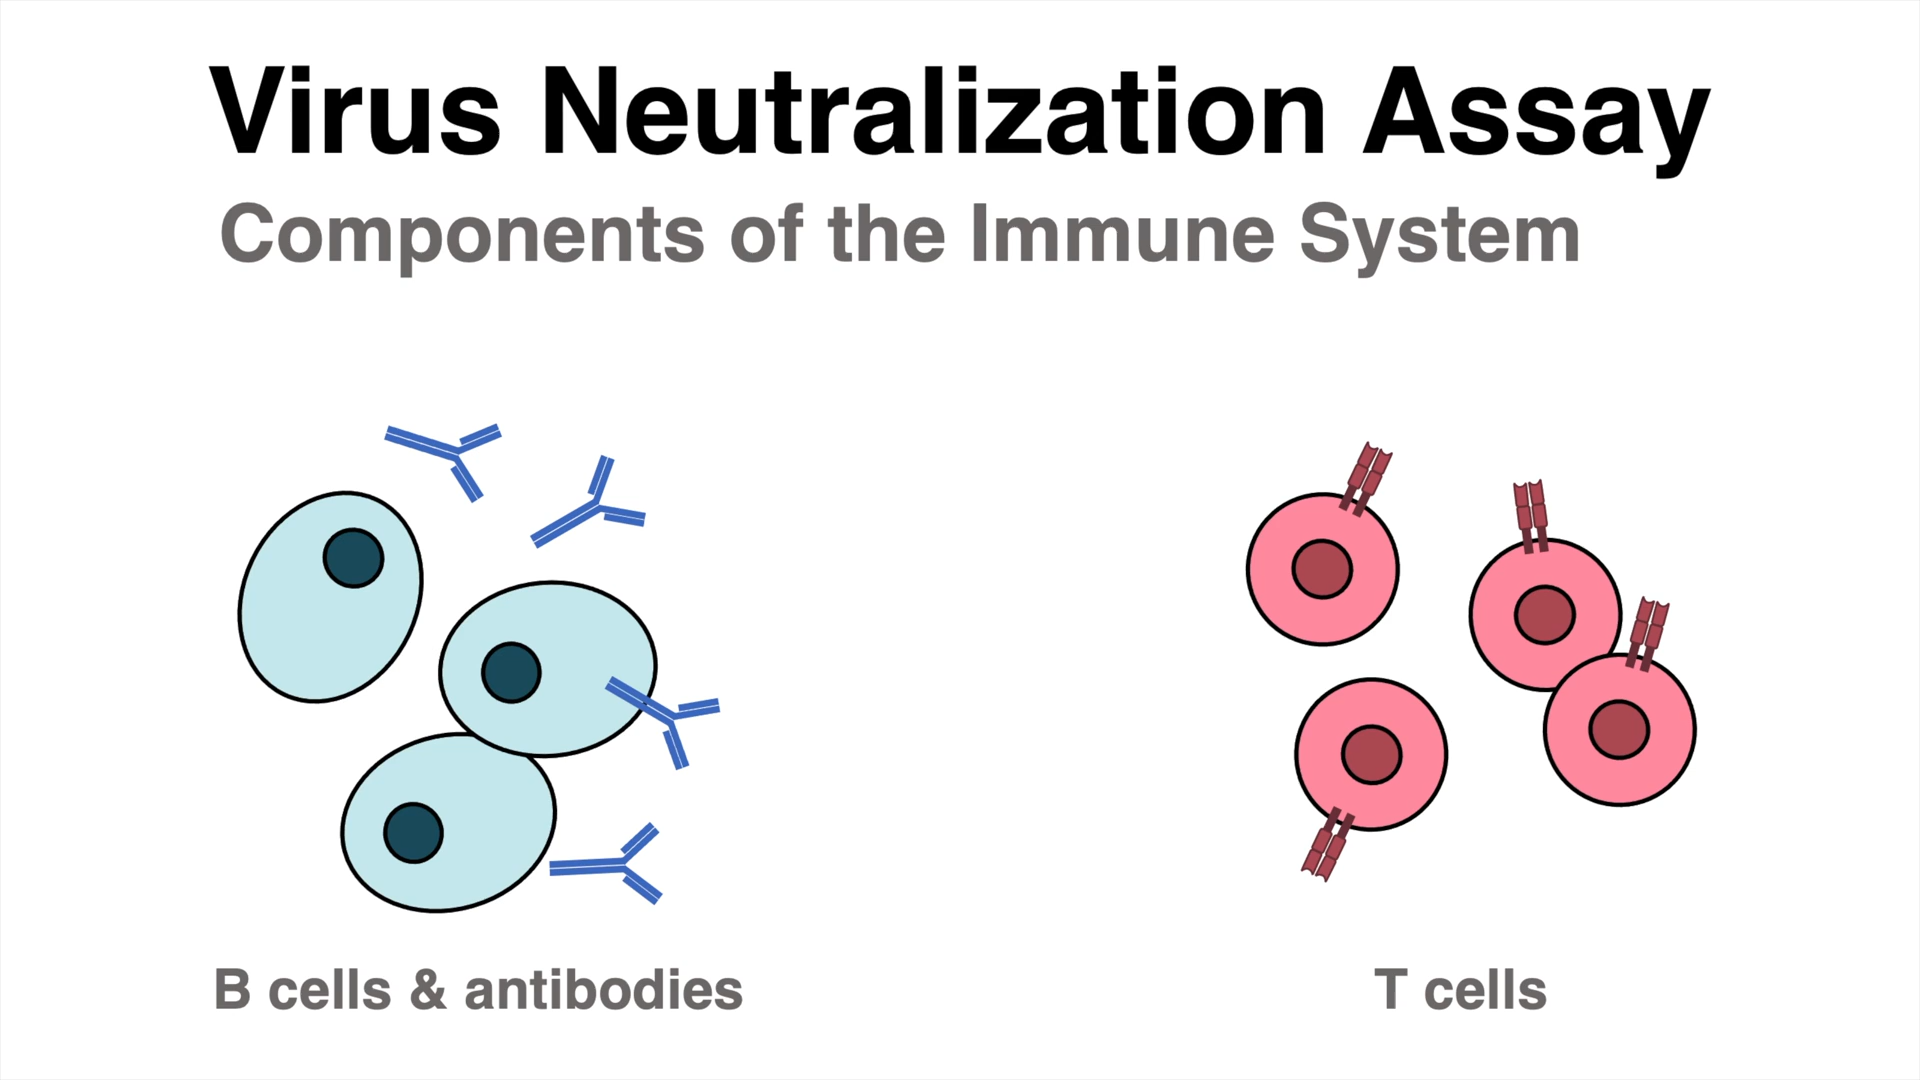 Virus Neutralization Assay
Components of the Immune System
B cells & antibodies
T cells